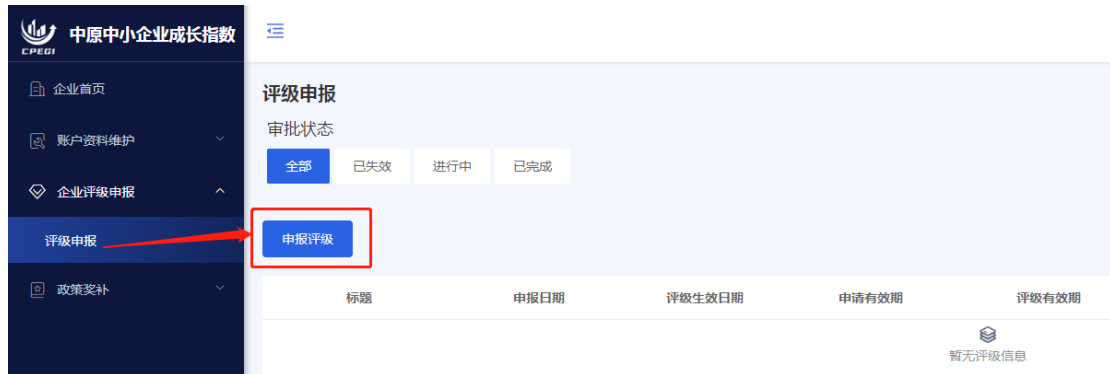 CPEGI
中原中小企业成长指数
企业首页
账户资料维护
企业评级申报
评级申报
政策奖补
评级申报
审批状态
全部 已失效 进行中 已完成
申报评级
标题 申报日期 评级生效日期 申请有效期 评级有效期
暂无评级信息